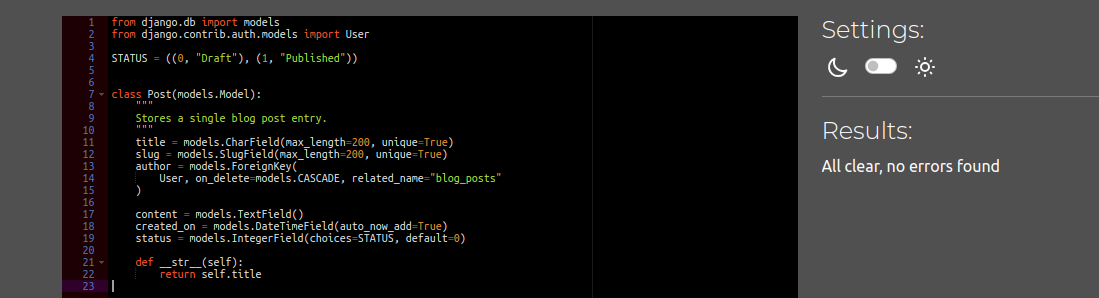 1 from django.db import models
2 from django.contrib.auth.models import User
3
4 STATUS = ((0, "Draft"), (1, "Published"))
5
6
7 class Post(models.Model):
8     """
9     Stores a single blog post entry.
10     """
11     title = models.CharField(max_length=200, unique=True)
12     slug = models.SlugField(max_length=200, unique=True)
13     author = models.ForeignKey(
14         User, on_delete=models.CASCADE, related_name="blog_posts"
15     )
16
17     content = models.TextField()
18     created_on = models.DateTimeField(auto_now_add=True)
19     status = models.IntegerField(choices=STATUS, default=0)
20
21     def __str__(self):
22         return self.title
23
Settings:
Results:
All clear, no errors found